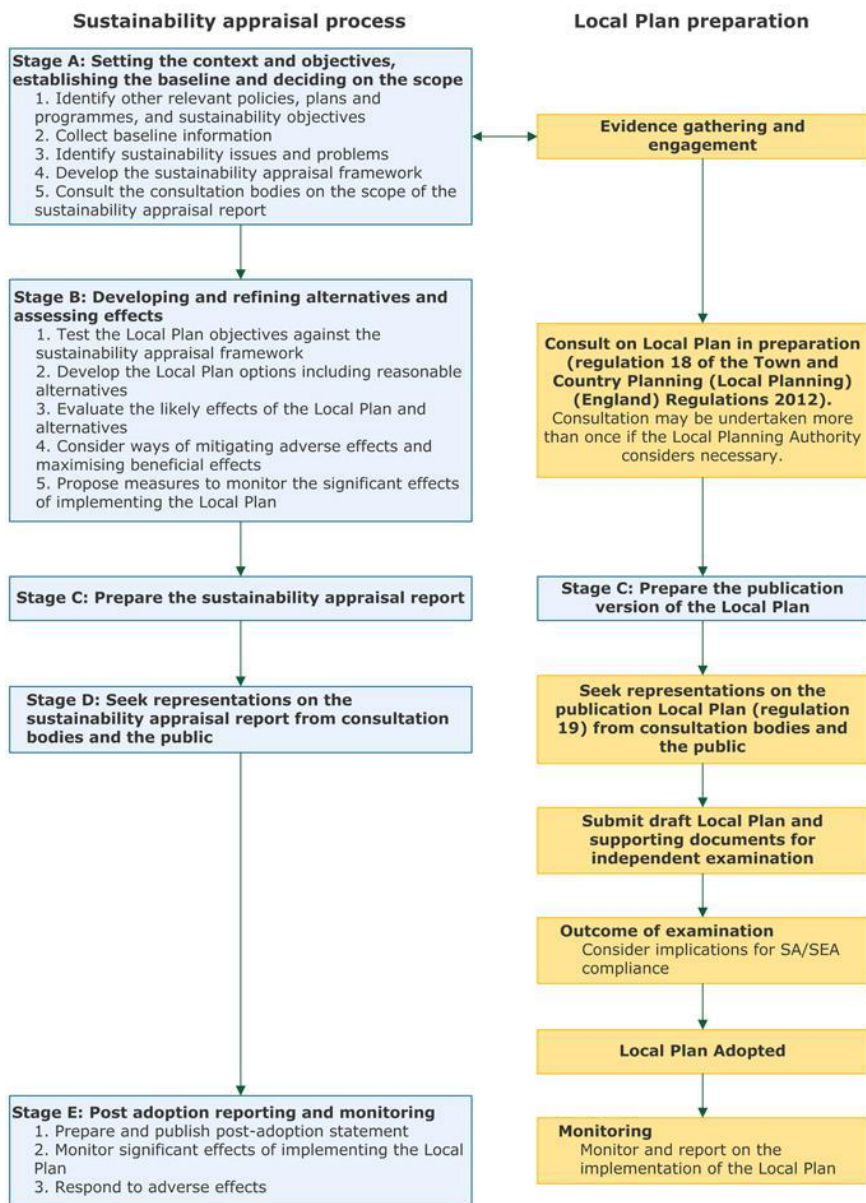 Sustainability appraisal process
Local Plan preparation
Stage A: Setting the context and objectives,
establishing the baseline and deciding on the scope
1. Identify other relevant policies, plans and
programmes, and sustainability objectives
2. Collect baseline information
3. Identify sustainability issues and problems
4. Develop the sustainability appraisal framework
5. Consult the consultation bodies on the scope of the
sustainability appraisal report
Evidence gathering and
engagement
Stage B: Developing and refining alternatives and
assessing effects
1. Test the Local Plan objectives against the
sustainability appraisal framework
2. Develop the Local Plan options including reasonable
alternatives
3. Evaluate the likely effects of the Local Plan and
alternatives
4. Consider ways of mitigating adverse effects and
maximising beneficial effects
5. Propose measures to monitor the significant effects
of implementing the Local Plan
Consult on Local Plan in preparation
(regulation 18 of the Town and
Country Planning (Local Planning)
(England) Regulations 2012).
Consultation may be undertaken more
than once if the Local Planning Authority
considers necessary.
Stage C: Prepare the sustainability appraisal report
Stage C: Prepare the publication
version of the Local Plan
Stage D: Seek representations on the
sustainability appraisal report from consultation
bodies and the public
Seek representations on the
publication Local Plan (regulation
19) from consultation bodies and
the public
Submit draft Local Plan and
supporting documents for
independent examination
Outcome of examination
Consider implications for SA/SEA
compliance
Local Plan Adopted
Stage E: Post adoption reporting and monitoring
1. Prepare and publish post-adoption statement
2. Monitor significant effects of implementing the Local
Plan
3. Respond to adverse effects
Monitoring
Monitor and report on the
implementation of the Local Plan